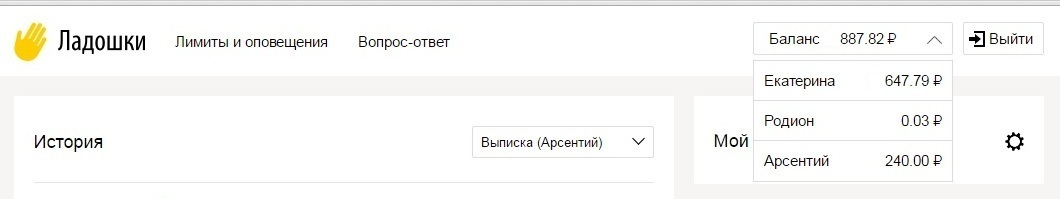 Ладошки Лимиты и оповещения Вопрос-ответ Баланс 887.82 ₽ Выйти
Екатерина 647.79 ₽
Родион 0.03 ₽
История Выписка (Арсентий) Мой
Арсентий 240.00 ₽